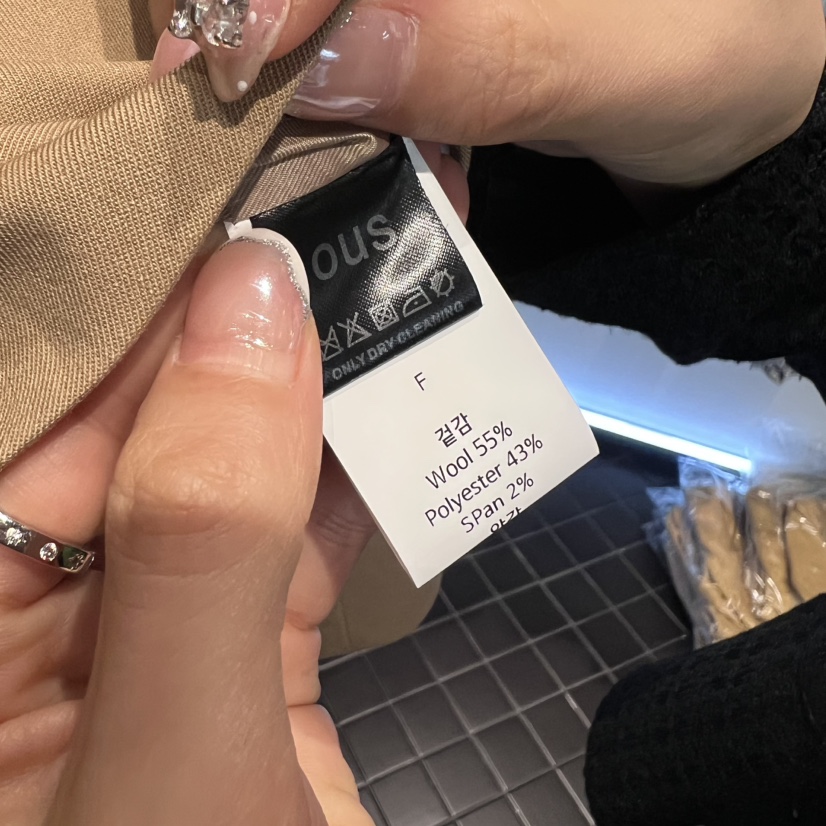 ous
ONLY DRY CLEANING
F
겉감
Wool 55%
Polyester 43%
SPan 2%